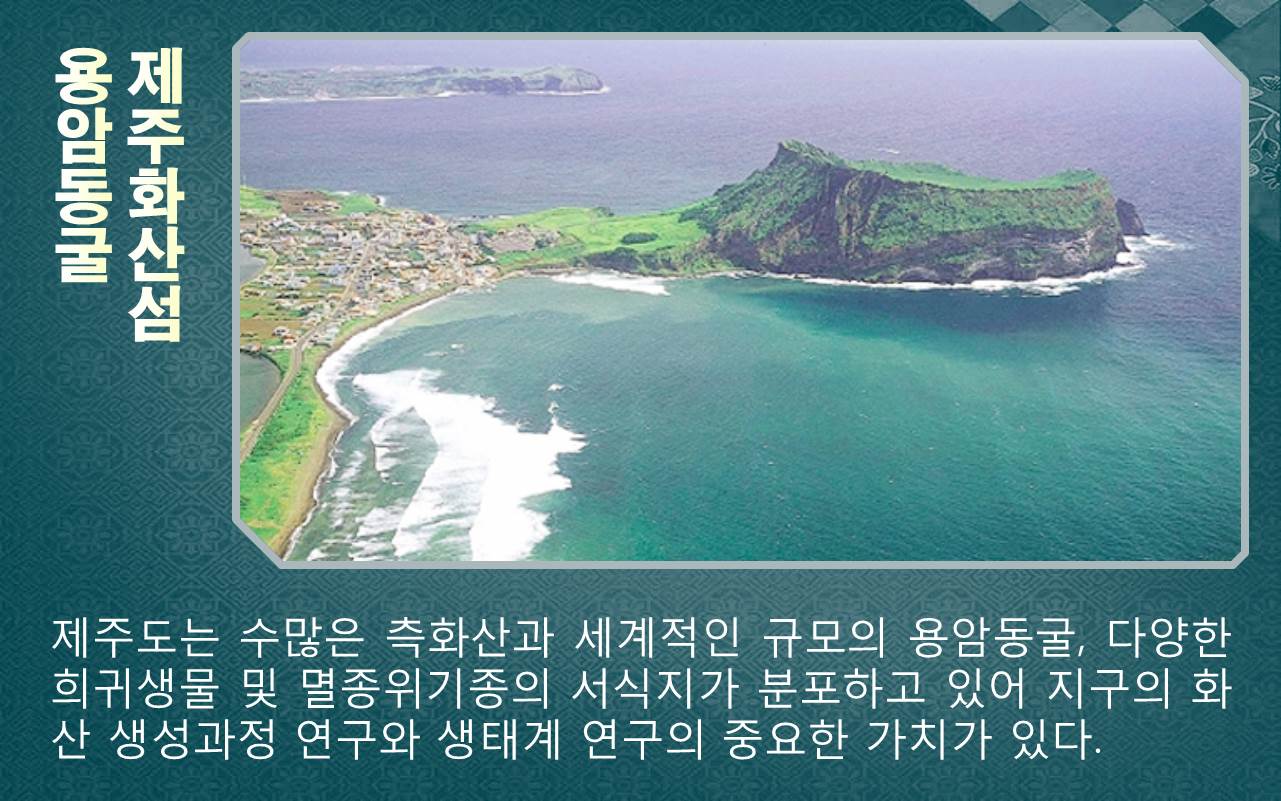 제주화산섬
용암동굴
제주도는 수많은 측화산과 세계적인 규모의 용암동굴, 다양한
희귀생물 및 멸종위기종의 서식지가 분포하고 있어 지구의 화
산 생성과정 연구와 생태계 연구의 중요한 가치가 있다.